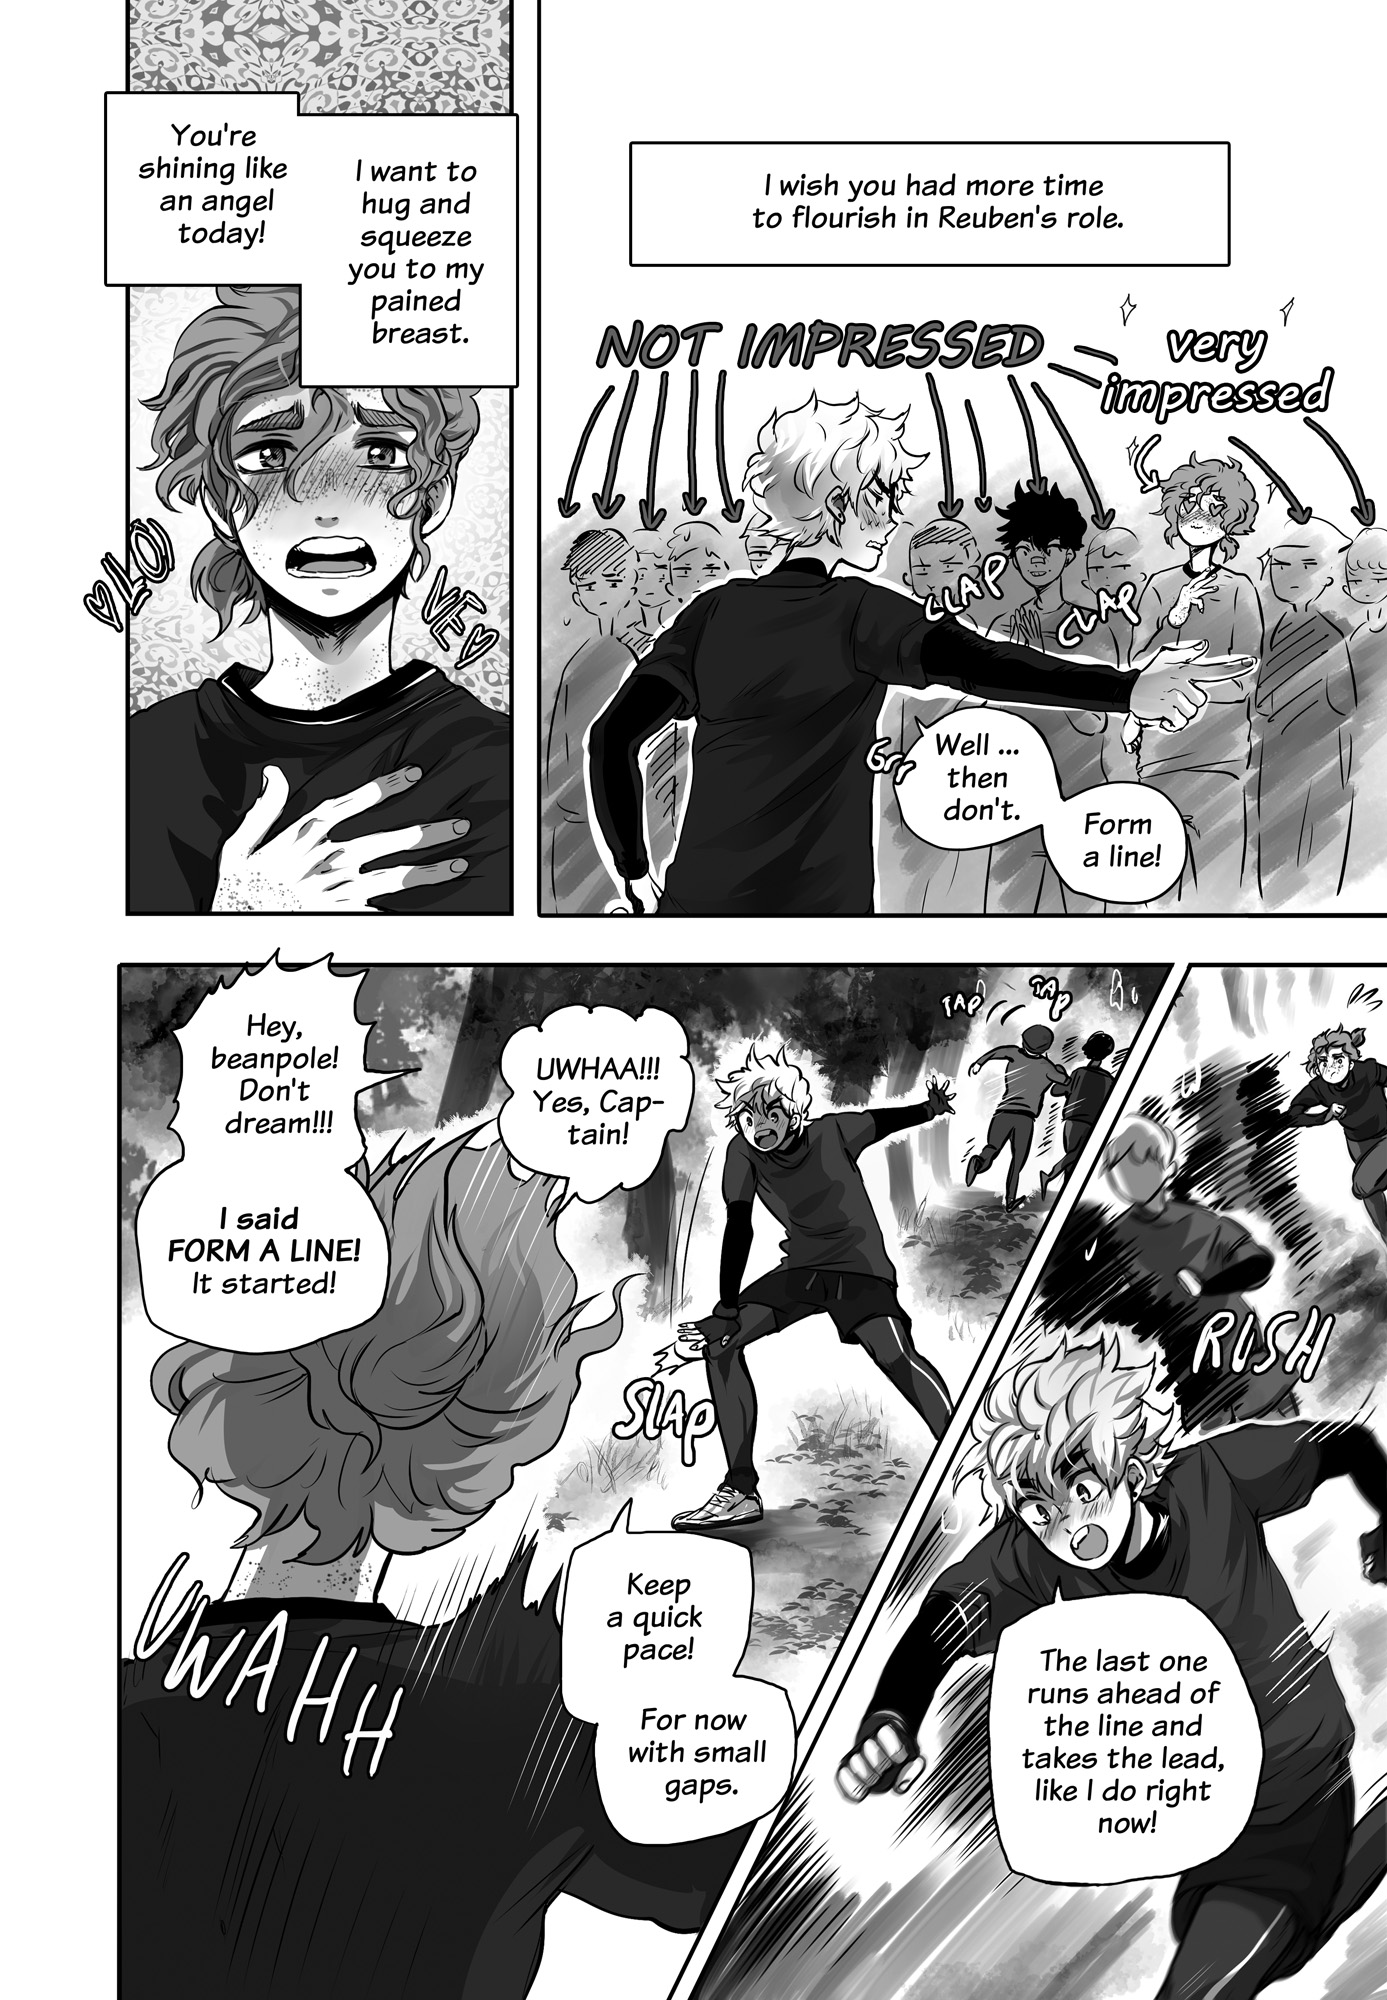 You're
shining like
an angel
today!
I want to
hug and
squeeze
you to my
pained
breast.
♡LO
VE♡
I wish you had more time
to flourish in Reuben's role.
NOT IMPRESSED
very
impressed
CLAP
CLAP
Grr
Well ...
then
don't.
Form
a line!
Hey,
beanpole!
Don't
dream!!!
I said
FORM A LINE!
It started!
UWHAA!!!
Yes, Cap-
tain!
TAP
TAP
SLAP
UWAHH
Keep
a quick
pace!
For now
with small
gaps.
RUSH
The last one
runs ahead of
the line and
takes the lead,
like I do right
now!